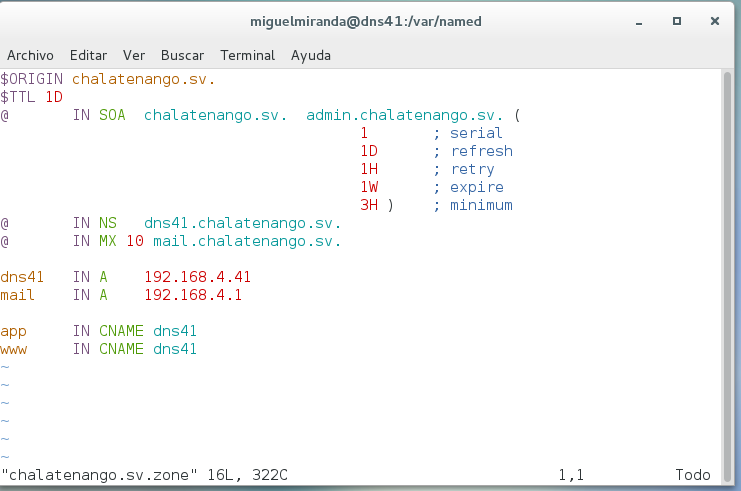 miguelmiranda@dns41:/var/named
Archivo Editar Ver Buscar Terminal Ayuda
$ORIGIN chalatenango.sv.
$TTL 1D
@       IN SOA  chalatenango.sv.  admin.chalatenango.sv. (
                                        1       ; serial
                                        1D      ; refresh
                                        1H      ; retry
                                        1W      ; expire
                                        3H )    ; minimum
@       IN NS   dns41.chalatenango.sv.
@       IN MX 10 mail.chalatenango.sv.
dns41   IN A    192.168.4.41
mail    IN A    192.168.4.1
app     IN CNAME dns41
www     IN CNAME dns41
~
~
~
~
~
~
"chalatenango.sv.zone" 16L, 322C 1,1 Todo